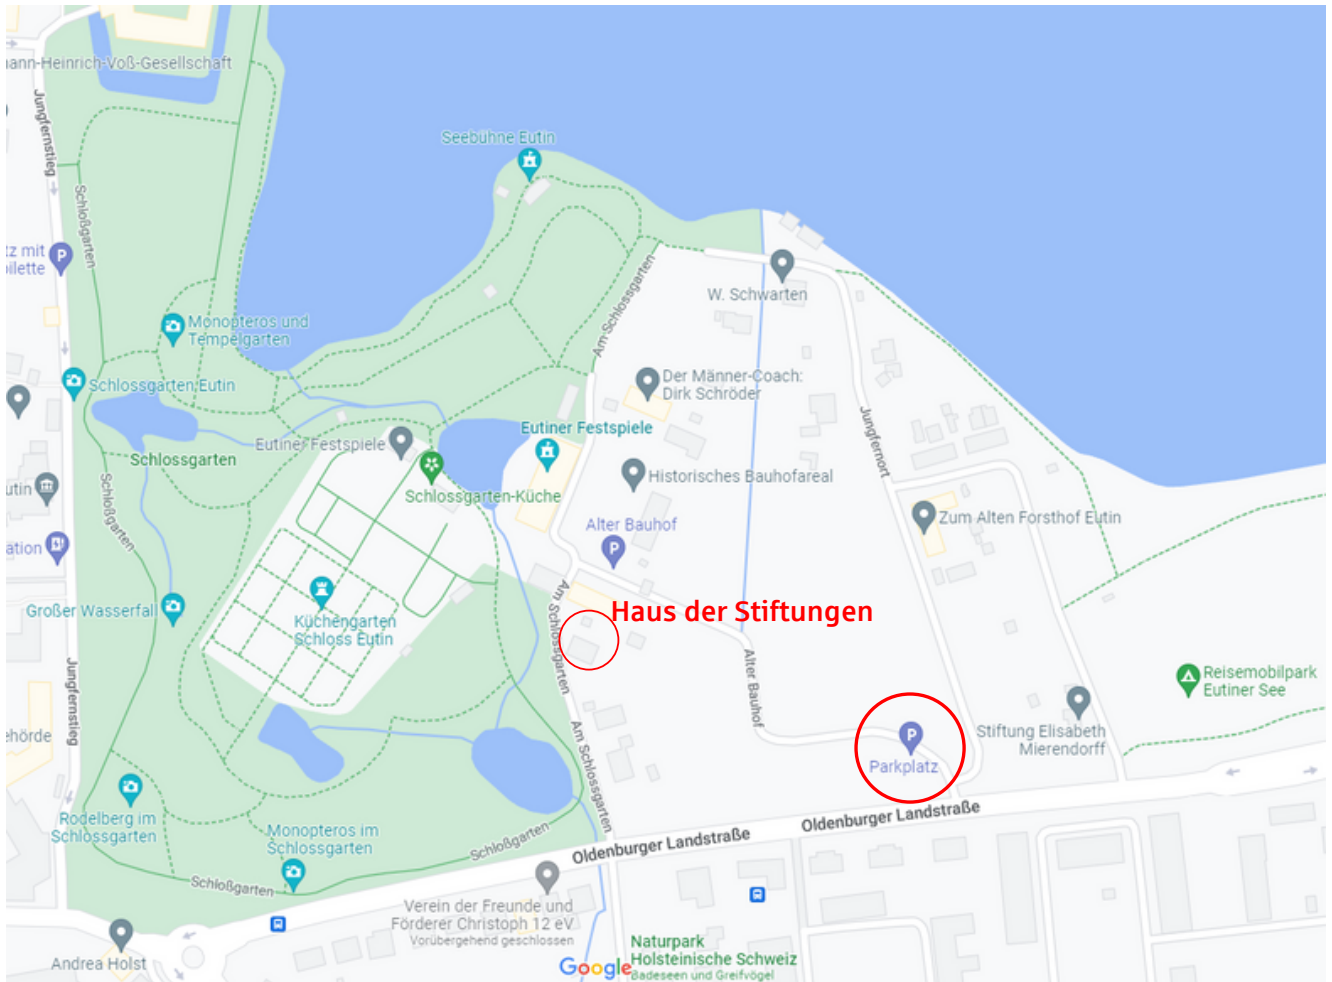 ann-Heinrich-Voß-Gesellschaft
Jungfernstieg
Seebühne Eutin
Schloßgarten
tz mit
ilette
W. Schwarten
Am Schlossgarten
Monopteros und
Tempelgarten
Schlossgarten Eutin
Der Männer-Coach:
Dirk Schröder
Jungfernort
Eutiner Festspiele
Eutiner Festspiele
Schlossgarten
Historisches Bauhofareal
Schlossgarten-Küche
utin
Schloßgarten
Alter Bauhof
Zum Alten Forsthof Eutin
ation
Großer Wasserfall
Küchengarten
Schloss Eutin
Am Schlossgarten
Haus der Stiftungen
Alter Bauhof
Reisemobilpark
Eutiner See
Jungfernstieg
ehörde
Am Schlossgarten
Stiftung Elisabeth
Mierendorff
Parkplatz
Rodelberg im
Schlossgarten
Monopteros im
Schlossgarten
Schloßgarten
Schloßgarten
Oldenburger Landstraße
Oldenburger Landstraße
Verein der Freunde und
Förderer Christoph 12 eV
Vorübergehend geschlossen
Andrea Holst
Google
Naturpark
Holsteinische Schweiz
Badeseen und Greifvögel